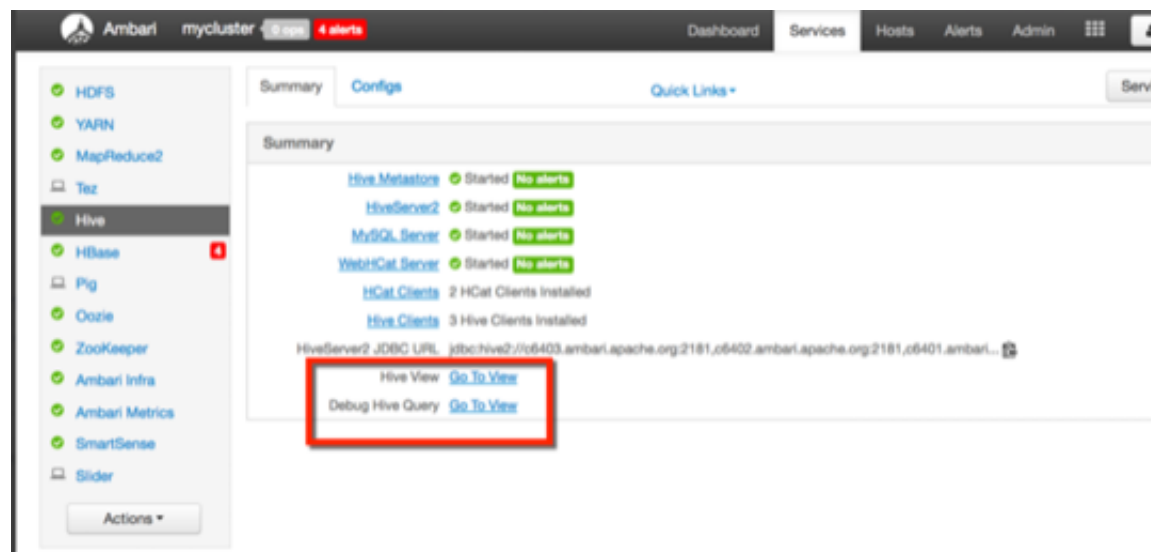 Ambari mycluster 0 ops 4 alerts Dashboard Services Hosts Alerts Admin
HDFS
YARN
MapReduce2
Tez
Hive
HBase 4
Pig
Oozie
ZooKeeper
Ambari Infra
Ambari Metrics
SmartSense
Slider
Actions
Summary Configs Quick Links Servi
Summary
Hive Metastore Started No alerts
HiveServer2 Started No alerts
MySQL Server Started No alerts
WebHCat Server Started No alerts
HCat Clients 2 HCat Clients Installed
Hive Clients 3 Hive Clients Installed
HiveServer2 JDBC URL jdbc:hive2://c6403.ambari.apache.org:2181,c6402.ambari.apache.org:2181,c6401.ambari...
Hive View Go To View
Debug Hive Query Go To View